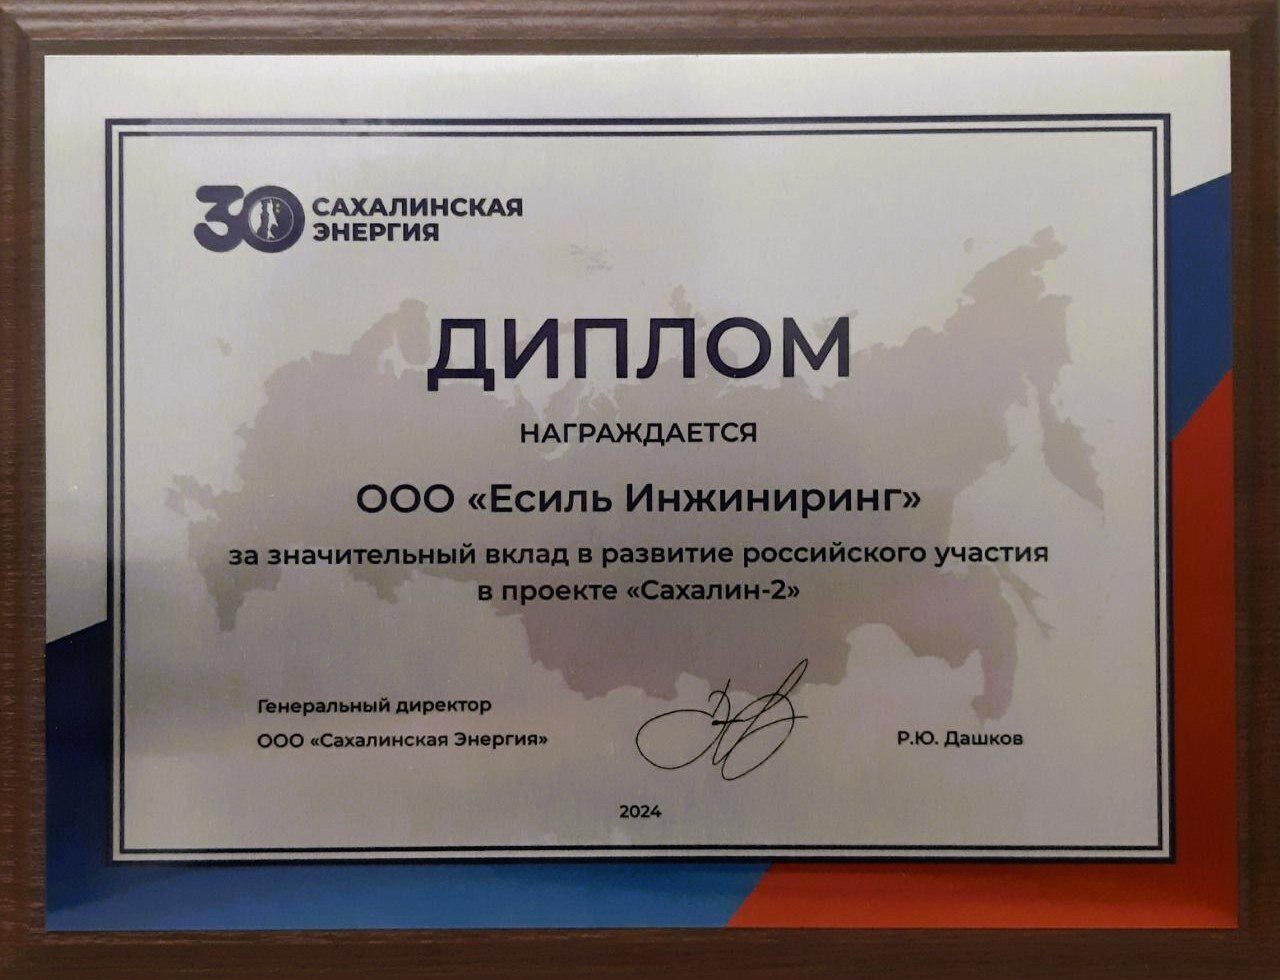 30 САХАЛИНСКАЯ
ЭНЕРГИЯ
ДИПЛОМ
НАГРАЖДАЕТСЯ
ООО «Есиль Инжиниринг»
за значительный вклад в развитие российского участия
в проекте «Сахалин-2»
Генеральный директор
ООО «Сахалинская Энергия»
Р.Ю. Дашков
2024